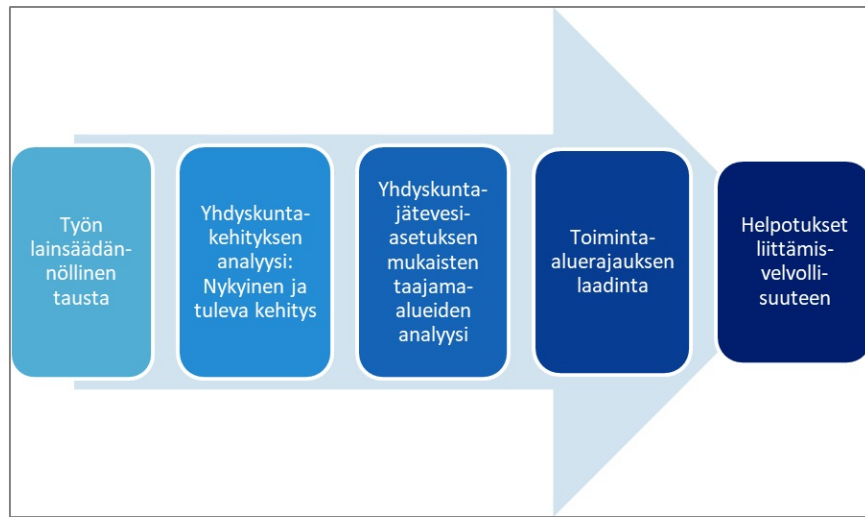 Työn
lainsäädän-
nöllinen
tausta
Yhdyskunta-
kehityksen
analyysi:
Nykyinen ja
tuleva kehitys
Yhdyskunta-
jätevesi-
asetuksen
mukaisten
taajama-
alueiden
analyysi
Toiminta-
aluerajauksen
laadinta
Helpotukset
liittämis-
velvolli-
suuteen